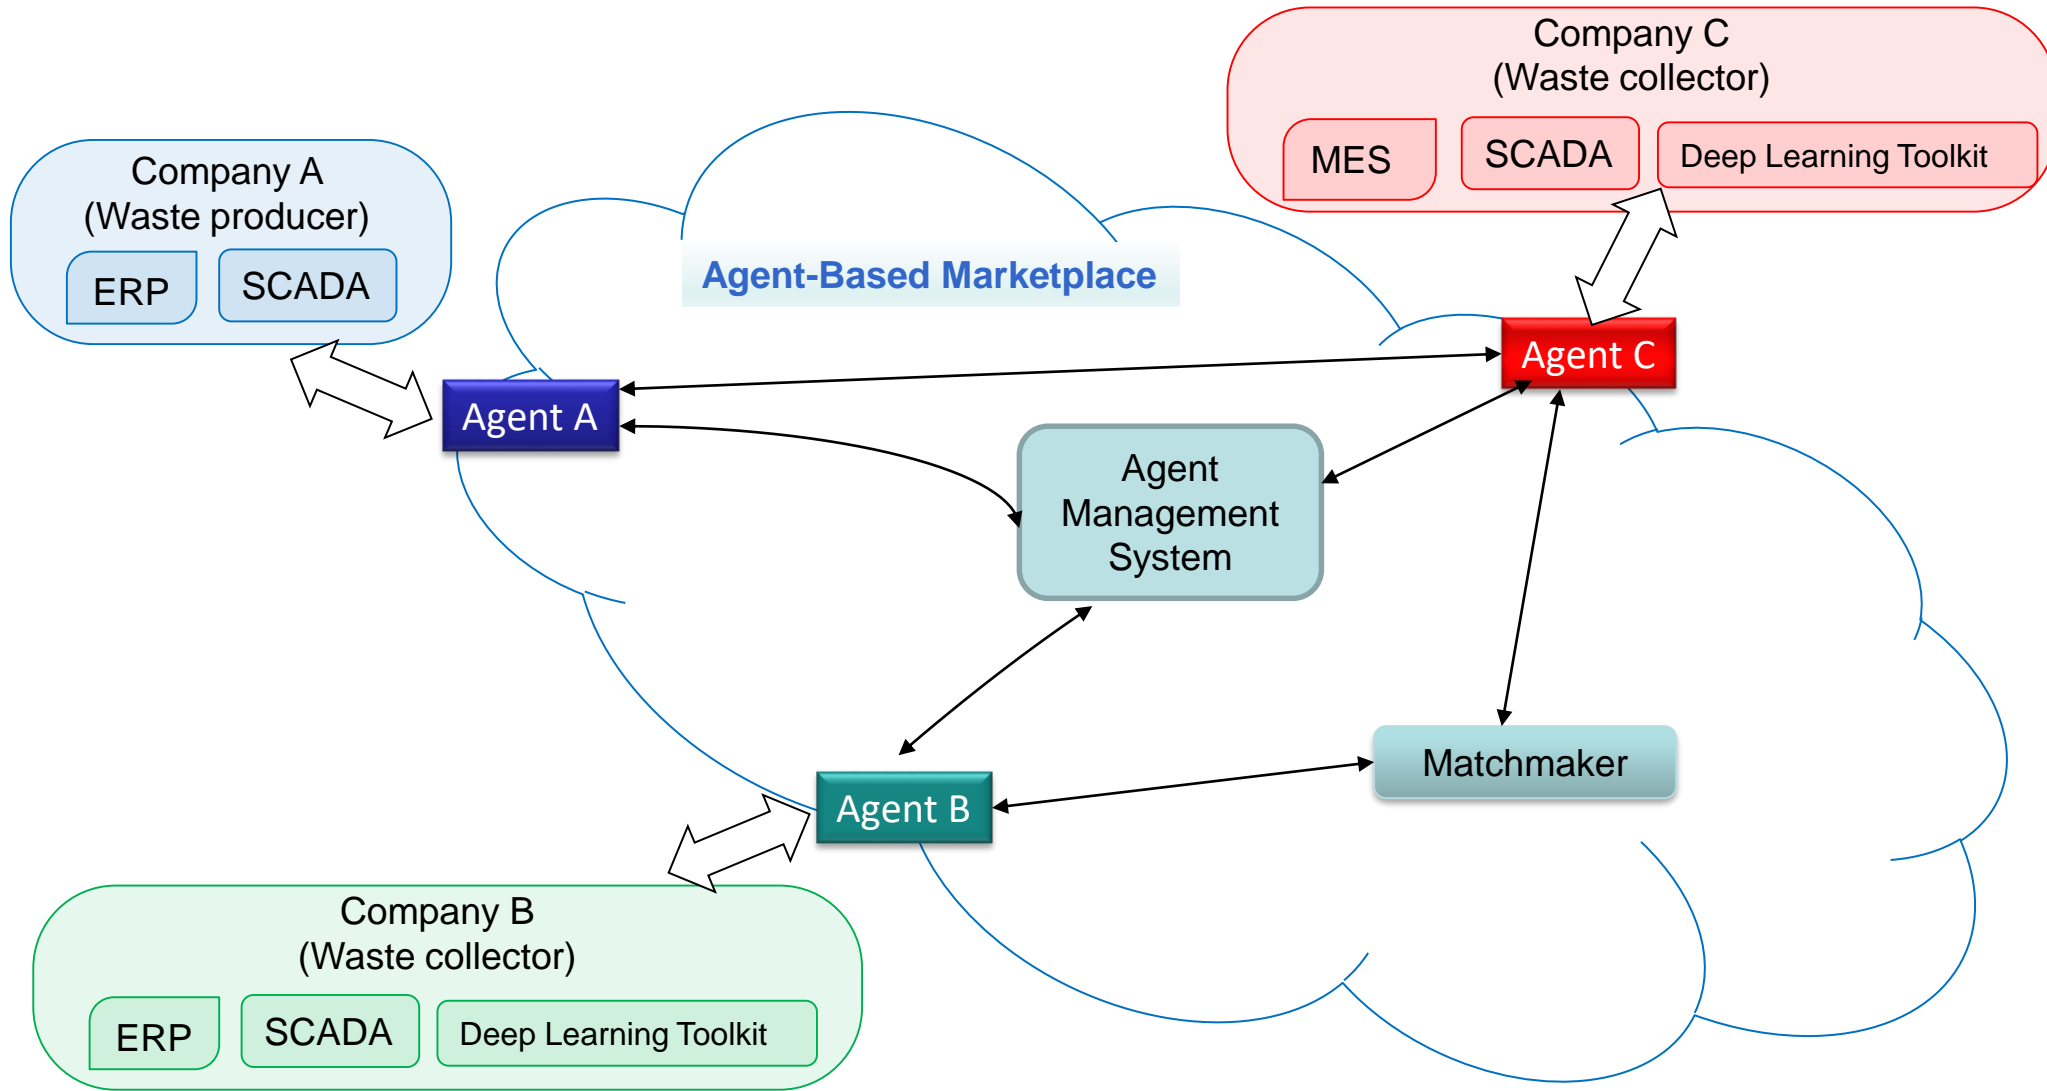 Company C
(Waste collector)
MES
SCADA
Deep Learning Toolkit
Company A
(Waste producer)
ERP
SCADA
Agent-Based Marketplace
Agent C
Agent A
Agent
Management
System
Matchmaker
Agent B
Company B
(Waste collector)
ERP
SCADA
Deep Learning Toolkit